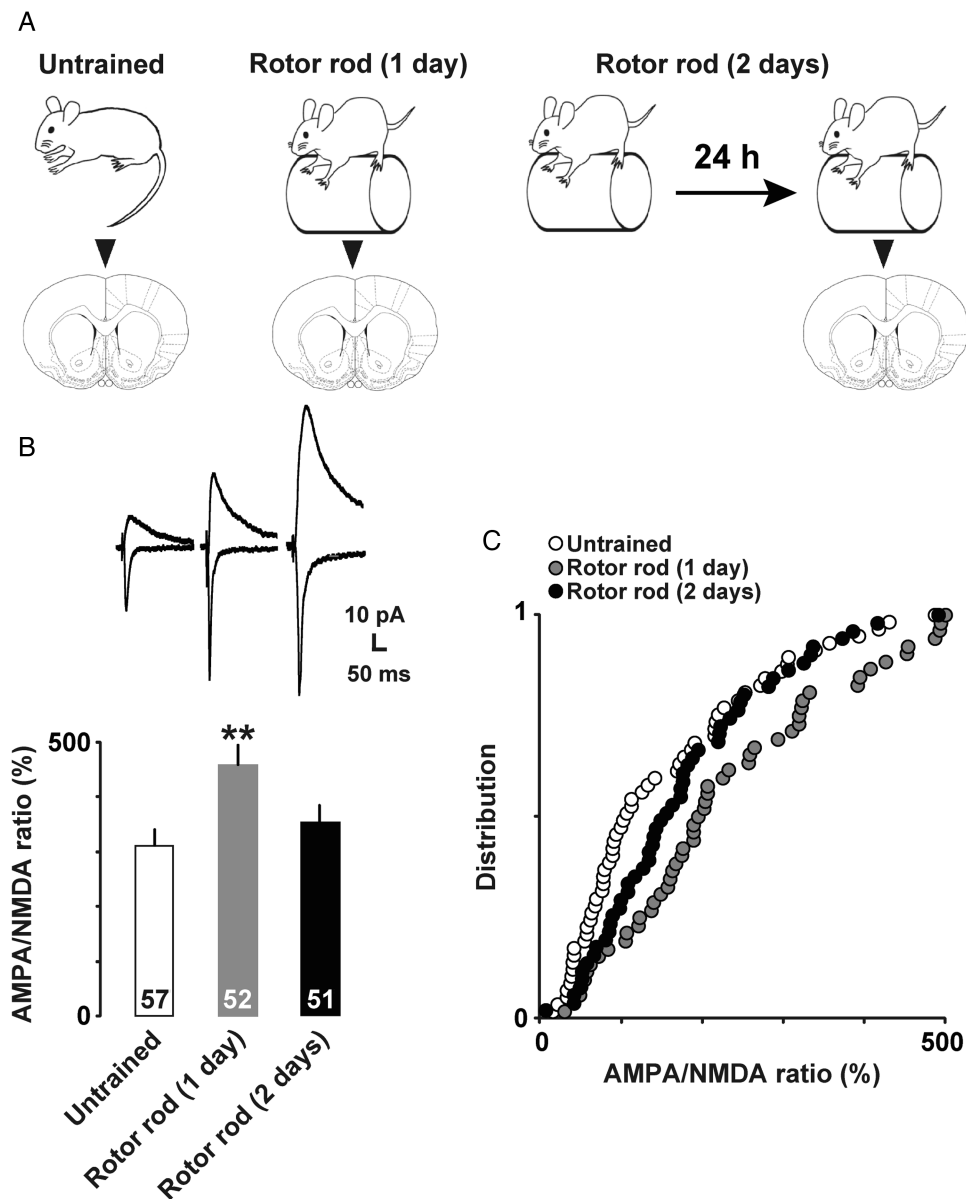 A
Untrained
Rotor rod (1 day)
Rotor rod (2 days)
24 h
B
10 pA
50 ms
C
Untrained
Rotor rod (1 day)
Rotor rod (2 days)
500
**
AMPA/NMDA ratio (%)
0
57
52
51
Untrained
Rotor rod (1 day)
Rotor rod (2 days)
1
Distribution
0
0
500
AMPA/NMDA ratio (%)